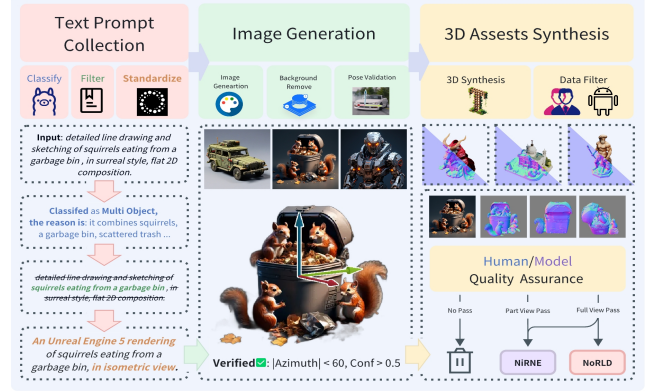 Text Prompt
Collection
Classify
Filter
Standardize
Input: detailed line drawing and
sketching of squirrels eating from a
garbage bin , in surreal style, flat 2D
composition.
Classifed as Multi Object,
the reason is: it combines squirrels,
a garbage bin, scattered trash ...
detailed line drawing and sketching of
squirrels eating from a garbage bin , in
surreal style, flat 2D composition.
An Unreal Engine 5 rendering
of squirrels eating from a
garbage bin, in isometric view.
Image Generation
Image
Geneartion
Background
Remove
Pose Validation
Verified✅: |Azimuth| < 60, Conf > 0.5
3D Assests Synthesis
3D Synthesis
Data Filter
Human/Model
Quality Assurance
No Pass
Part View Pass
Full View Pass
NiRNE
NoRLD